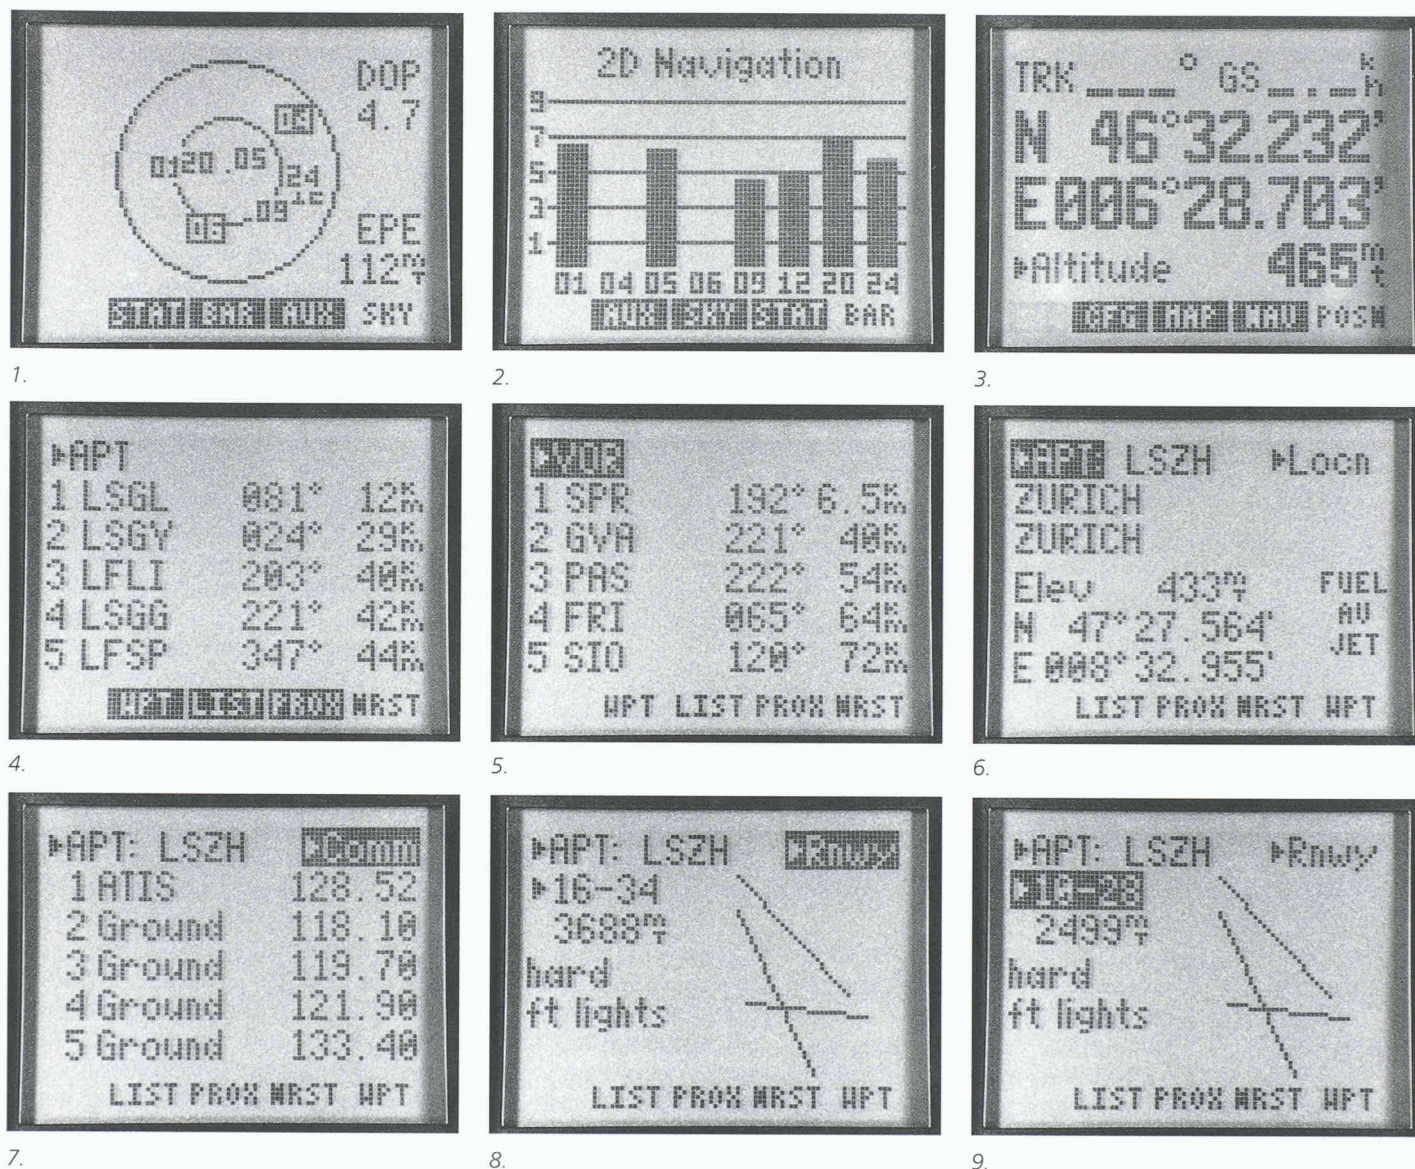 DOP
4.7
01 20 .05 24
09 12
EPE
112m
STAT BAR AUX SKY
1.
2D Navigation
9
7
5
3
1
01 04 05 06 09 12 20 24
AUX SKY STAT BAR
2.
TRK ___° GS __._kh
N 46°32.232'
E006°28.703'
▸Altitude 465mt
CFG MAP NAV POSN
3.
▸APT
1 LSGL 081° 12km
2 LSGY 024° 29km
3 LFLI 203° 40km
4 LSGG 221° 42km
5 LFSP 347° 44km
WPT LIST PROX NRST
4.
▸VOR
1 SPR 192° 6.5km
2 GVA 221° 40km
3 PAS 222° 54km
4 FRI 065° 64km
5 SIO 120° 72km
WPT LIST PROX NRST
5.
▸APT: LSZH ▸Locn
ZURICH
ZURICH
Elev 433mt FUEL
N 47°27.564' AV
E 008°32.955' JET
LIST PROX NRST WPT
6.
▸APT: LSZH ▸Comm
1 ATIS 128.52
2 Ground 118.10
3 Ground 119.70
4 Ground 121.90
5 Ground 133.40
LIST PROX NRST WPT
7.
▸APT: LSZH ▸Rnwy
▸16-34
3688mt
hard
ft lights
LIST PROX NRST WPT
8.
▸APT: LSZH ▸Rnwy
▸10-28
2499mt
hard
ft lights
LIST PROX NRST WPT
9.